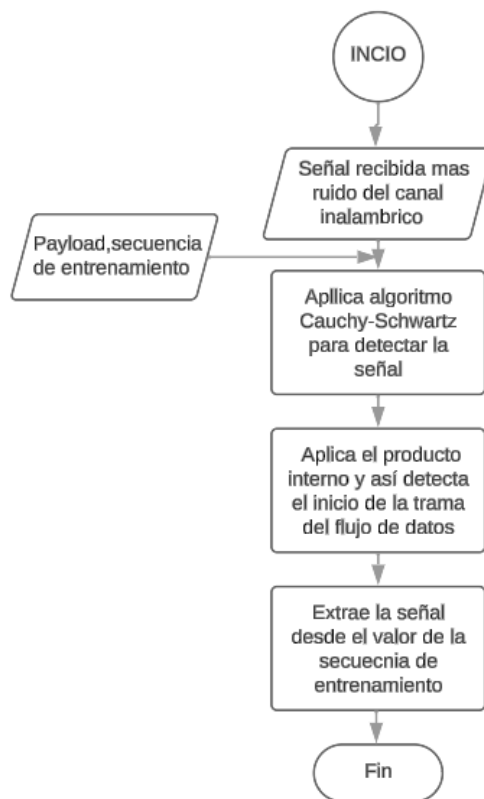 INCIO
Señal recibida mas
ruido del canal
inalambrico
Payload,secuencia
de entrenamiento
Apllica algoritmo
Cauchy-Schwartz
para detectar la
señal
Aplica el producto
interno y así detecta
el inicio de la trama
del flujo de datos
Extrae la señal
desde el valor de la
secuecnia de
entrenamiento
Fin